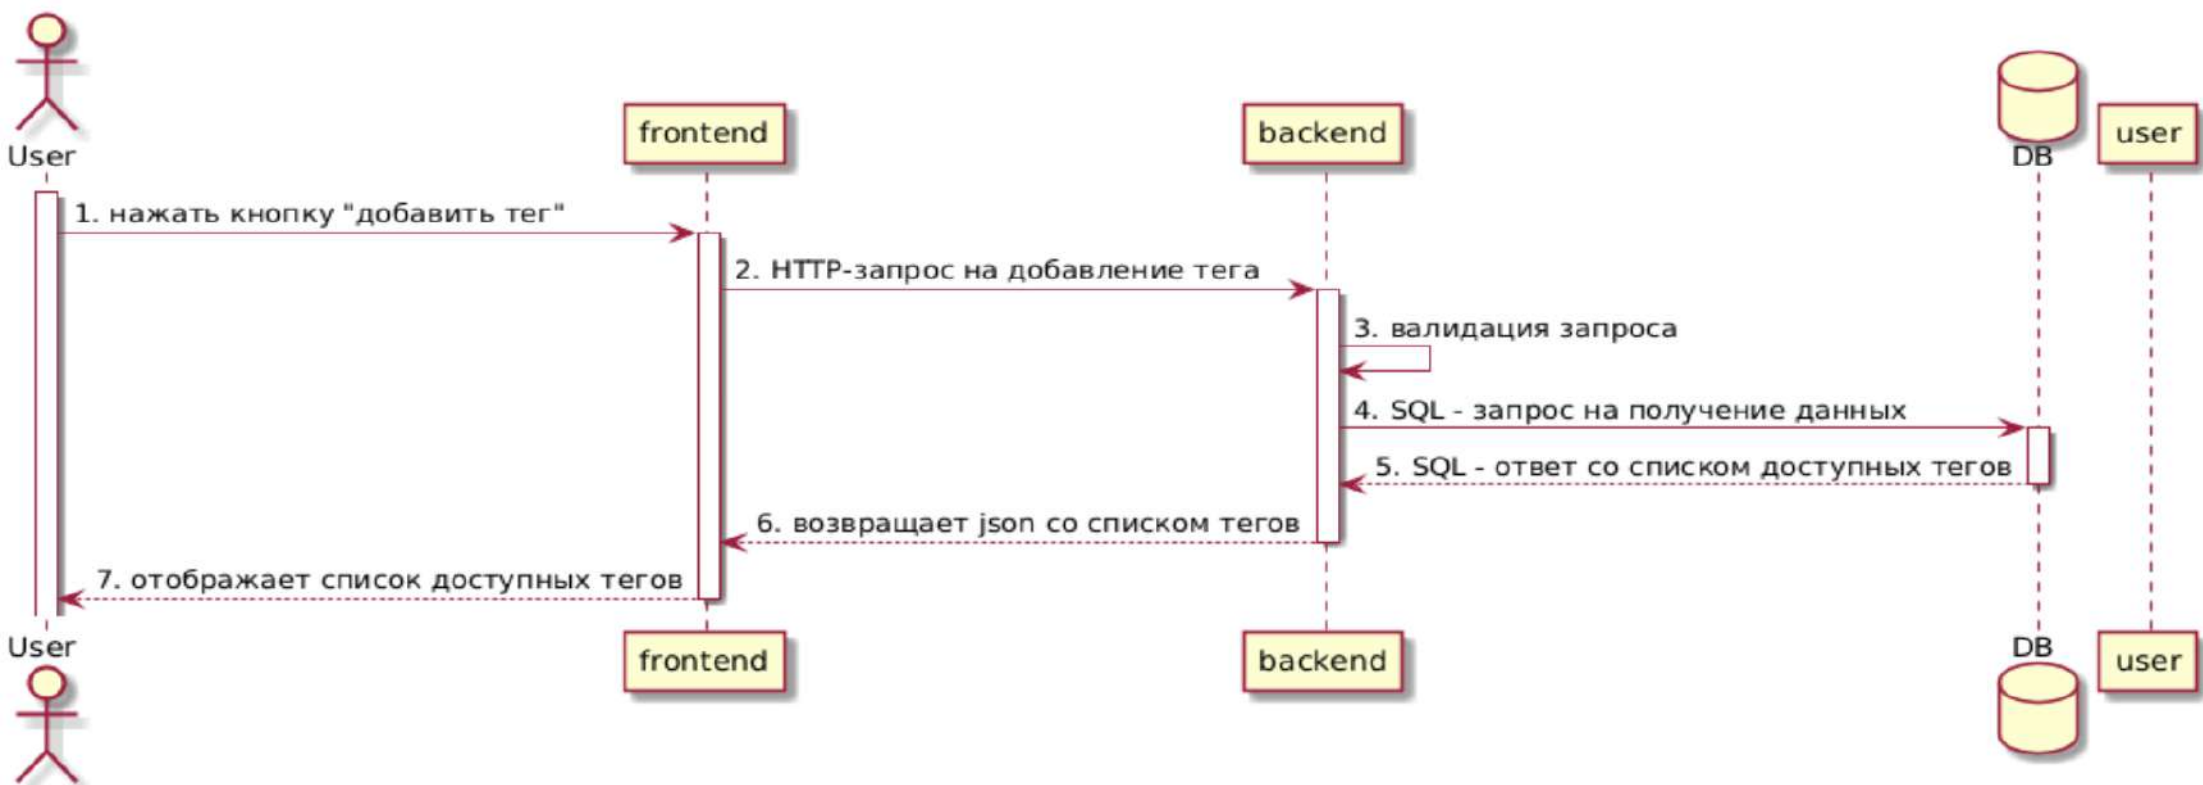 User
frontend
backend
DB
user
1. нажать кнопку "добавить тег"
2. HTTP-запрос на добавление тега
3. валидация запроса
4. SQL - запрос на получение данных
5. SQL - ответ со списком доступных тегов
6. возвращает json со списком тегов
7. отображает список доступных тегов
User
frontend
backend
DB
user